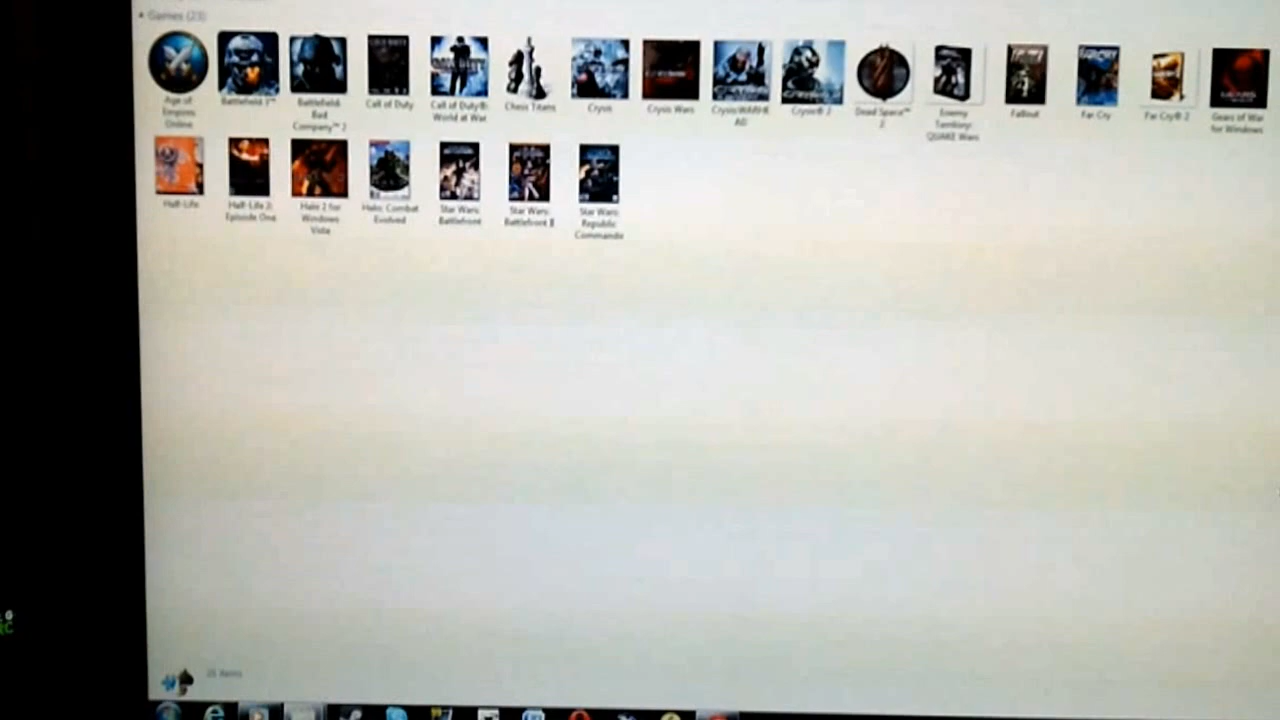 Games (23)
Age of
Empires
Online
Battlefield 3™
Battlefield:
Bad
Company™ 2
Call of Duty
Call of Duty®
World at War
Chess Titans
Crysis
Crysis Wars
Crysis WARHE
AD
Crysis® 2
Dead Space™
2
Enemy
Territory:
QUAKE Wars
Fallout
Far Cry
Far Cry® 2
Gears of War
for Windows
Half-Life
Half-Life 2:
Episode One
Halo 2 for
Windows
Vista
Halo: Combat
Evolved
Star Wars:
Battlefront
Star Wars:
Battlefront II
Star Wars:
Republic
Commando
items